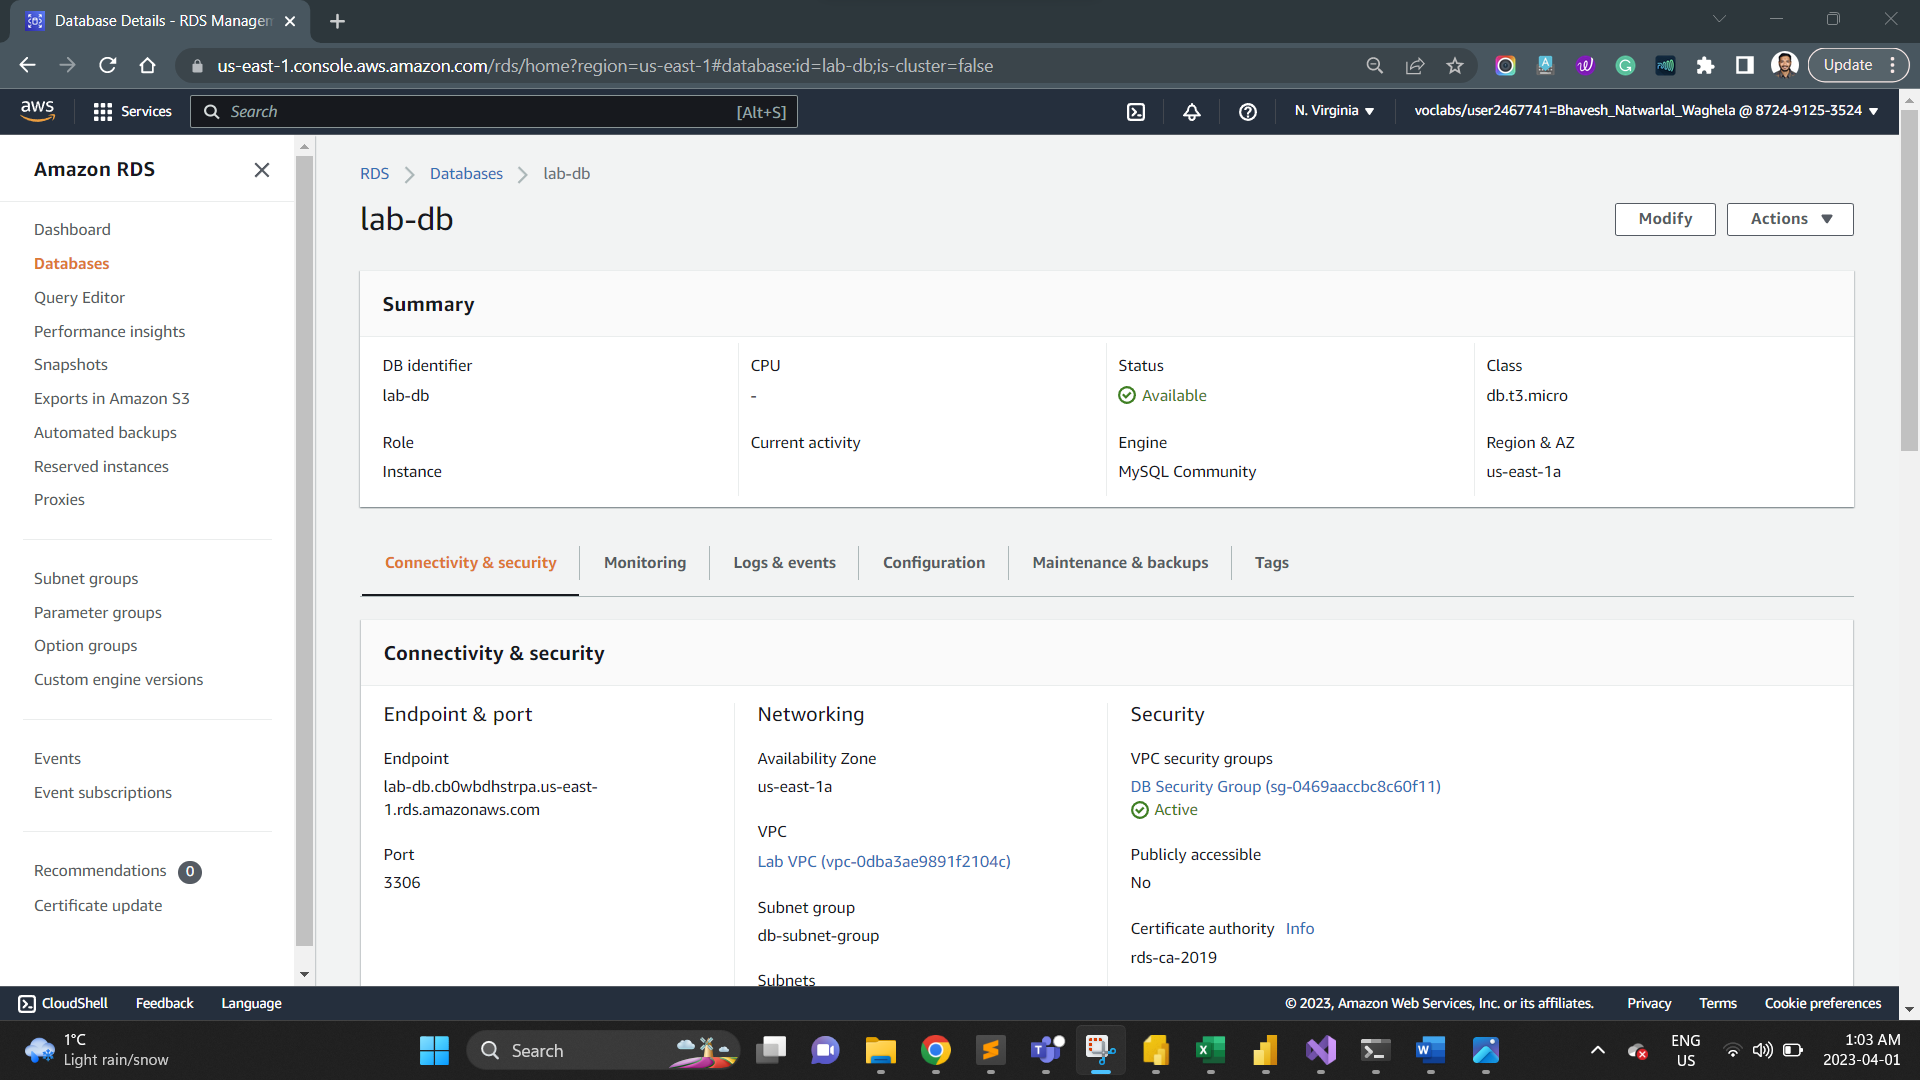 Database Details - RDS Managem
us-east-1.console.aws.amazon.com/rds/home?region=us-east-1#database:id=lab-db;is-cluster=false
Update
aws
Services
Search
[Alt+S]
N. Virginia
voclabs/user2467741=Bhavesh_Natwarlal_Waghela @ 8724-9125-3524
Amazon RDS
Dashboard
Databases
Query Editor
Performance insights
Snapshots
Exports in Amazon S3
Automated backups
Reserved instances
Proxies
Subnet groups
Parameter groups
Option groups
Custom engine versions
Events
Event subscriptions
Recommendations 0
Certificate update
RDS
Databases
lab-db
lab-db
Modify
Actions
Summary
DB identifier
lab-db
CPU
-
Status
Available
Class
db.t3.micro
Role
Instance
Current activity
Engine
MySQL Community
Region & AZ
us-east-1a
Connectivity & security
Monitoring
Logs & events
Configuration
Maintenance & backups
Tags
Connectivity & security
Endpoint & port
Endpoint
lab-db.cb0wbdhstrpa.us-east-
1.rds.amazonaws.com
Port
3306
Networking
Availability Zone
us-east-1a
VPC
Lab VPC (vpc-0dba3ae9891f2104c)
Subnet group
db-subnet-group
Subnets
Security
VPC security groups
DB Security Group (sg-0469aaccbc8c60f11)
Active
Publicly accessible
No
Certificate authority Info
rds-ca-2019
CloudShell
Feedback
Language
© 2023, Amazon Web Services, Inc. or its affiliates.
Privacy
Terms
Cookie preferences
1°C
Light rain/snow
Search
ENG
US
1:03 AM
2023-04-01